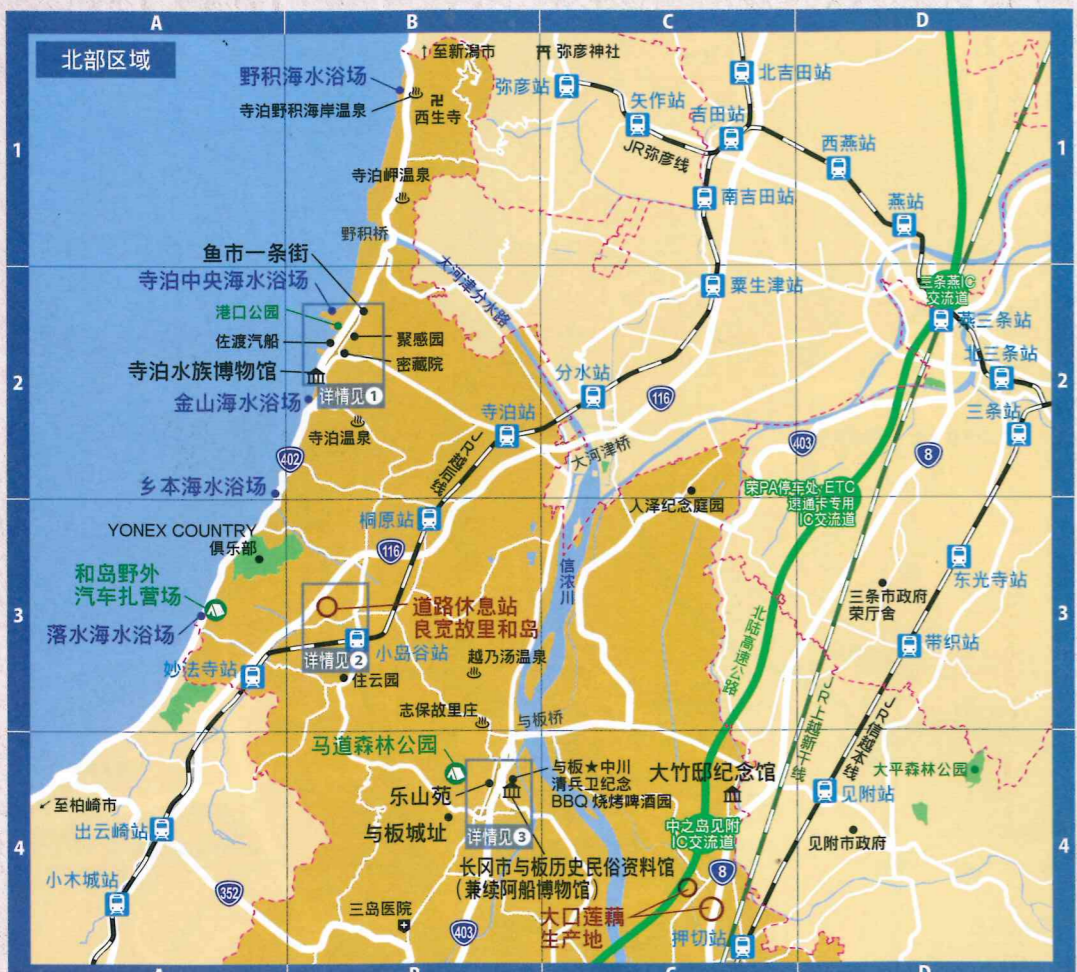 A
B
C
D
北部区域
↑至新潟市
弥彦神社
北吉田站
野积海水浴场
弥彦站
寺泊野积海岸温泉
卍
西生寺
矢作站
吉田站
JR弥彦线
西燕站
1
1
寺泊岬温泉
南吉田站
燕站
野积桥
鱼市一条街
大河津分水路
寺泊中央海水浴场
粟生津站
三条燕IC
交流道
港口公园
燕三条站
佐渡汽船
聚感园
密藏院
北三条站
寺泊水族博物馆
2
2
分水站
详情见1
116
三条站
金山海水浴场
寺泊站
寺泊温泉
大河津桥
403
8
JR越后线
402
乡本海水浴场
荣PA停车处 ETC
速通卡专用
IC交流道
人泽纪念庭园
桐原站
YONEX COUNTRY
俱乐部
116
信浓川
东光寺站
和岛野外
汽车扎营场
三条市政府
荣厅舍
道路休息站
良宽故里和岛
3
3
落水海水浴场
北陆高速公路
带织站
小岛谷站
详情见2
越乃汤温泉
妙法寺站
住云园
志保故里庄
与板桥
JR上越新干线
JR信越本线
马道森林公园
与板★中川
清兵卫纪念
BBQ 烧烤啤酒园
大竹邸纪念馆
大平森林公园
乐山苑
见附站
←至柏崎市
与板城址
详情见3
中之岛见附
IC交流道
出云崎站
见附市政府
4
4
长冈市与板历史民俗资料馆
（兼续阿船博物馆）
8
小木城站
352
三岛医院
大口莲藕
生产地
403
押切站
A
B
C
D